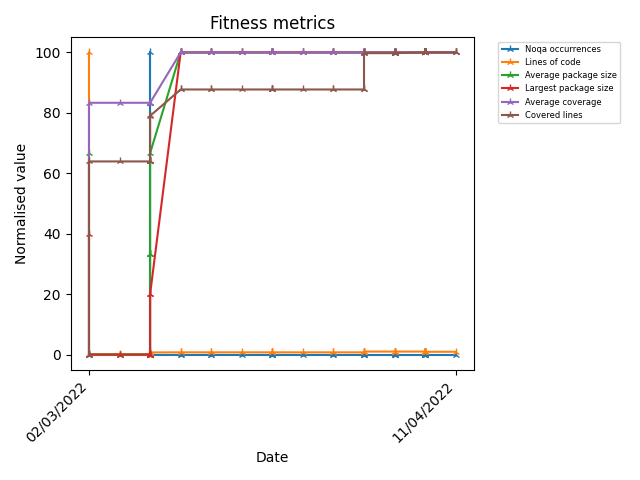 Fitness metrics
Normalised value
100
80
60
40
20
0
02/03/2022
11/04/2022
Date
Noqa occurrences
Lines of code
Average package size
Largest package size
Average coverage
Covered lines